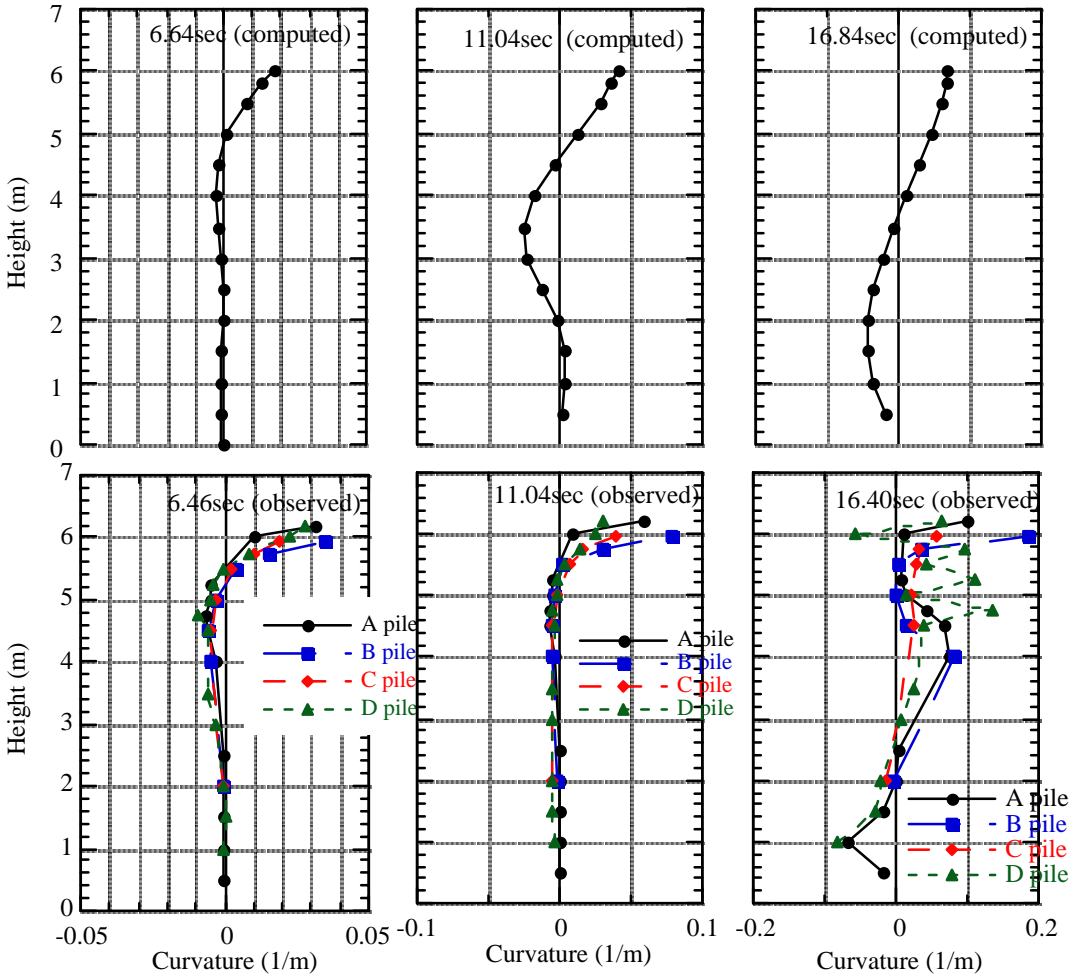 7
6.64sec (computed)
11.04sec (computed)
16.84sec (computed)
6
5
4
3
2
1
0
Height (m)
7
6.46sec (observed)
11.04sec (observed)
16.40sec (observed)
6
5
4
3
2
1
0
Height (m)
A pile
B pile
C pile
D pile
A pile
B pile
C pile
D pile
A pile
B pile
C pile
D pile
-0.05 0 0.05
-0.1 0 0.1
-0.2 0 0.2
Curvature (1/m)
Curvature (1/m)
Curvature (1/m)